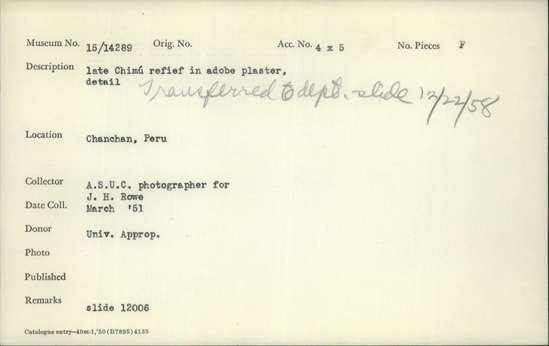 Museum No. 15/14289 Orig. No. Acc. No. 4 x 5 No. Pieces F
Description late Chimú refief in adobe plaster,
detail Transferred to dept. slide 12/22/58
Location Chanchan, Peru
Collector A.S.U.C. photographer for
J. H. Rowe
Date Coll. March '51
Donor Univ. Approp.
Photo
Published
Remarks slide 12006
Catalogue entry—40m-1,'50 (D7895) 4135